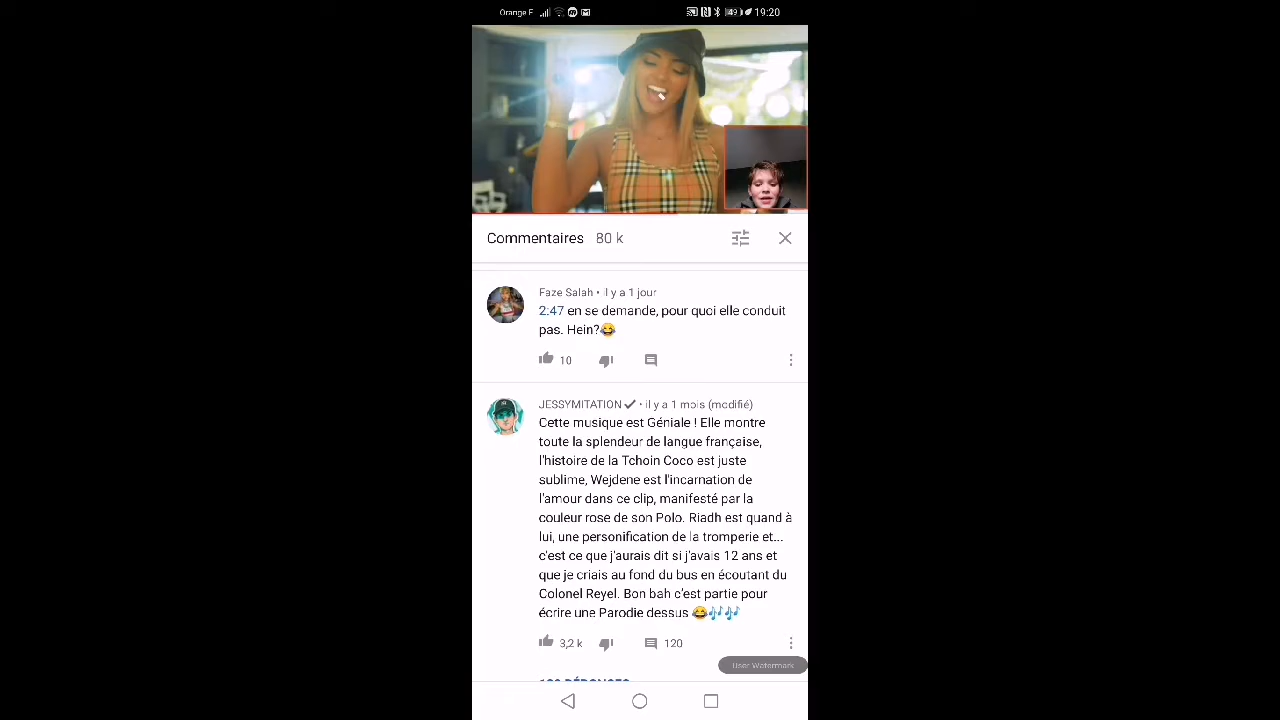 Orange F 49 19:20
Commentaires 80 k
Faze Salah • il y a 1 jour
2:47 en se demande, pour quoi elle conduit
pas. Hein?😂
10
JESSYMITATION ✔ • il y a 1 mois (modifié)
Cette musique est Géniale ! Elle montre
toute la splendeur de langue française,
l'histoire de la Tchoin Coco est juste
sublime, Wejdene est l'incarnation de
l'amour dans ce clip, manifesté par la
couleur rose de son Polo. Riadh est quand à
lui, une personification de la tromperie et...
c'est ce que j'aurais dit si j'avais 12 ans et
que je criais au fond du bus en écoutant du
Colonel Reyel. Bon bah c'est partie pour
écrire une Parodie dessus 😂🎶🎶
3,2 k 120
User Watermark